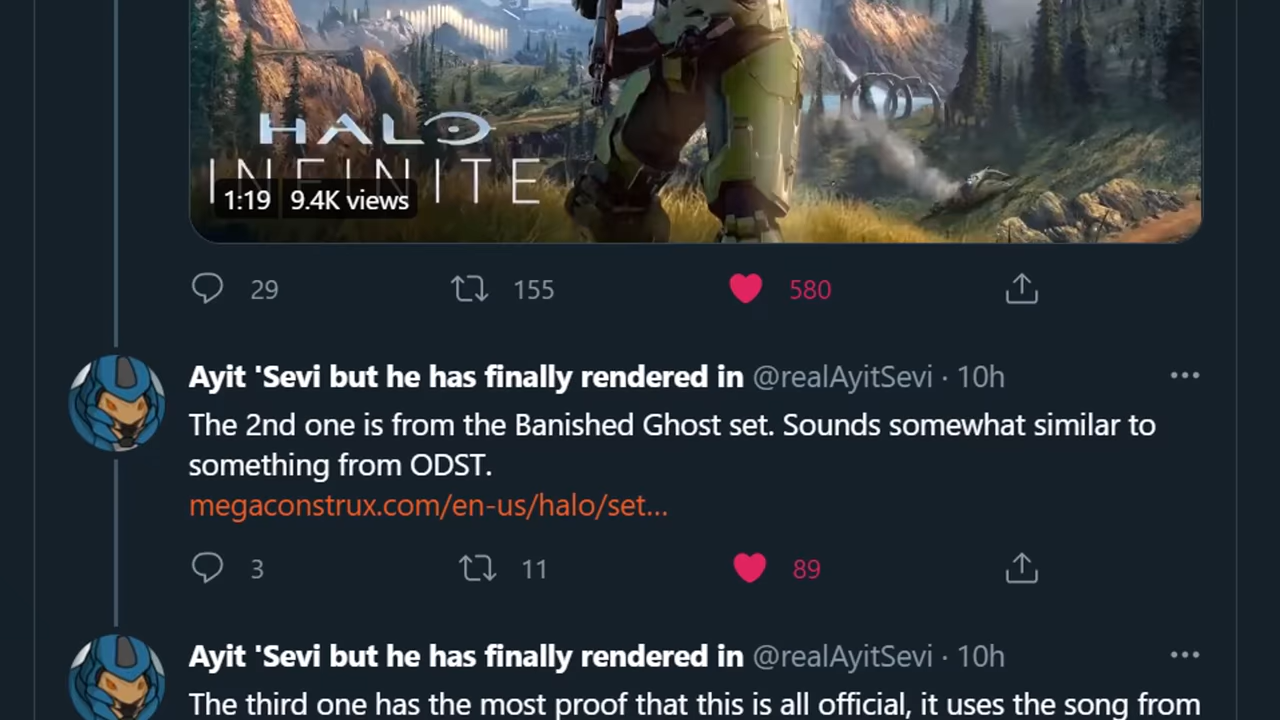 HALO
INFINITE
1:19 9.4K views
29 155 580
Ayit 'Sevi but he has finally rendered in @realAyitSevi · 10h
The 2nd one is from the Banished Ghost set. Sounds somewhat similar to
something from ODST.
megaconstrux.com/en-us/halo/set...
3 11 89
Ayit 'Sevi but he has finally rendered in @realAyitSevi · 10h
The third one has the most proof that this is all official, it uses the song from